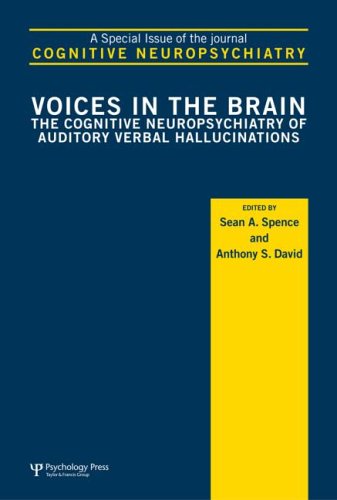 A Special Issue of the journal
COGNITIVE NEUROPSYCHIATRY
VOICES IN THE BRAIN
THE COGNITIVE NEUROPSYCHIATRY OF
AUDITORY VERBAL HALLUCINATIONS
EDITED BY
Sean A. Spence
and
Anthony S. David
Psychology Press
Taylor & Francis Group